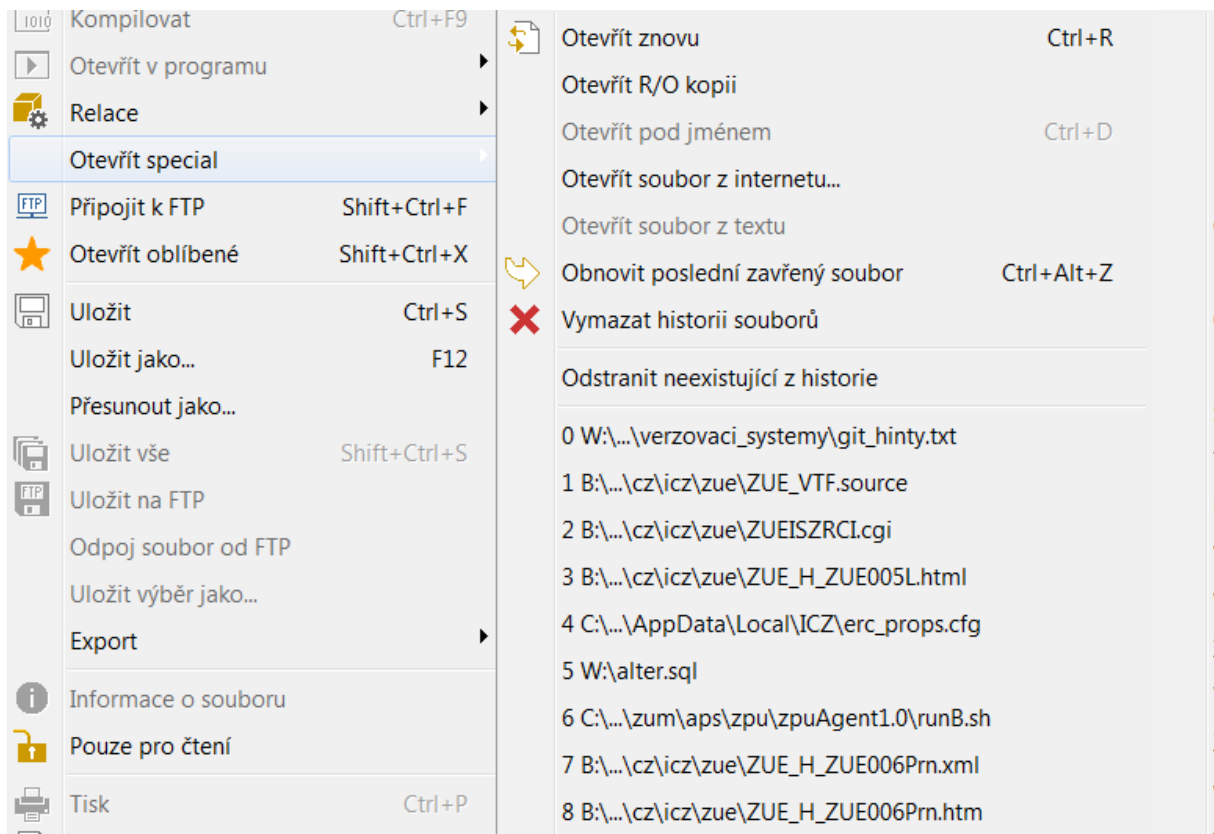 Kompilovat Ctrl+F9
Otevřít v programu
Relace
Otevřít special
FTP Připojit k FTP Shift+Ctrl+F
Otevřít oblíbené Shift+Ctrl+X
Uložit Ctrl+S
Uložit jako... F12
Přesunout jako...
Uložit vše Shift+Ctrl+S
FTP Uložit na FTP
Odpoj soubor od FTP
Uložit výběr jako...
Export
Informace o souboru
Pouze pro čtení
Tisk Ctrl+P
Otevřít znovu Ctrl+R
Otevřít R/O kopii
Otevřít pod jménem Ctrl+D
Otevřít soubor z internetu...
Otevřít soubor z textu
Obnovit poslední zavřený soubor Ctrl+Alt+Z
Vymazat historii souborů
Odstranit neexistující z historie
0 W:\...\verzovaci_systemy\git_hinty.txt
1 B:\...\cz\icz\zue\ZUE_VTF.source
2 B:\...\cz\icz\zue\ZUEISZRCI.cgi
3 B:\...\cz\icz\zue\ZUE_H_ZUE005L.html
4 C:\...\AppData\Local\ICZ\erc_props.cfg
5 W:\alter.sql
6 C:\...\zum\aps\zpu\zpuAgent1.0\runB.sh
7 B:\...\cz\icz\zue\ZUE_H_ZUE006Prn.xml
8 B:\...\cz\icz\zue\ZUE_H_ZUE006Prn.htm